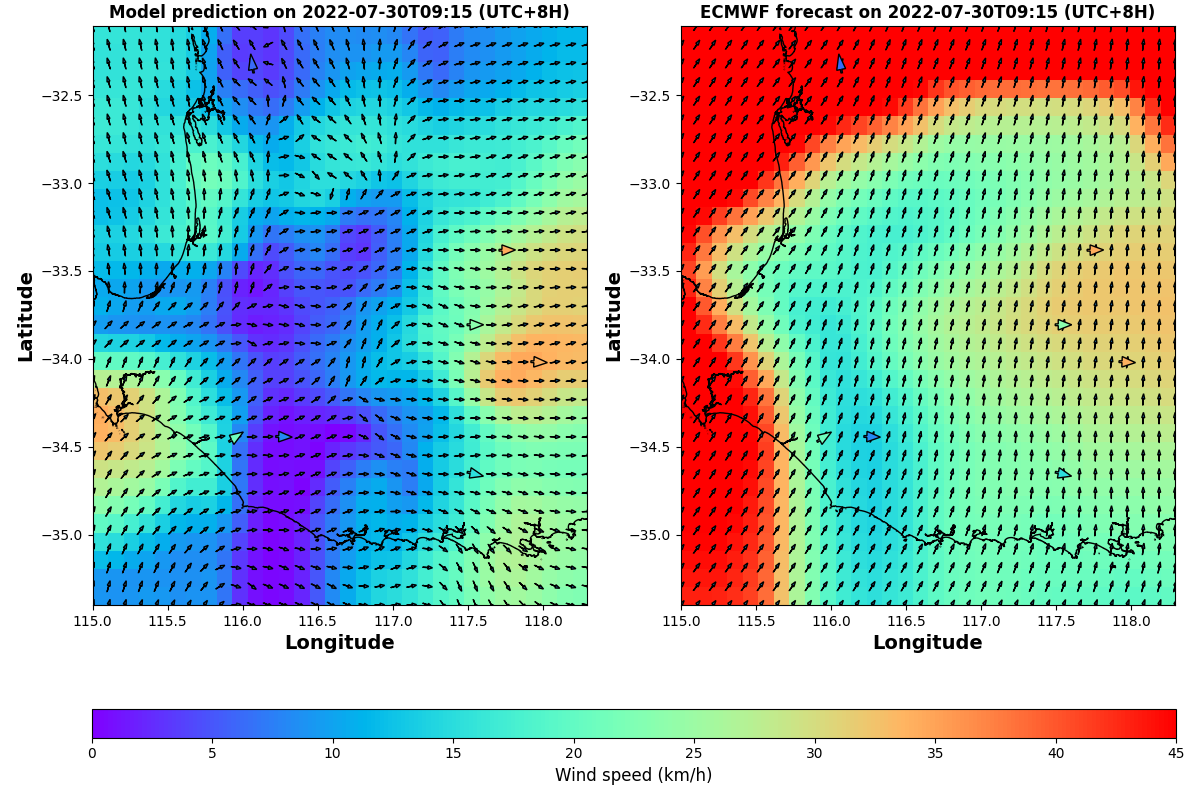 Model prediction on 2022-07-30T09:15 (UTC+8H)
ECMWF forecast on 2022-07-30T09:15 (UTC+8H)
Latitude
−32.5
−33.0
−33.5
−34.0
−34.5
−35.0
115.0 115.5 116.0 116.5 117.0 117.5 118.0
Longitude
Latitude
−32.5
−33.0
−33.5
−34.0
−34.5
−35.0
115.0 115.5 116.0 116.5 117.0 117.5 118.0
Longitude
0 5 10 15 20 25 30 35 40 45
Wind speed (km/h)